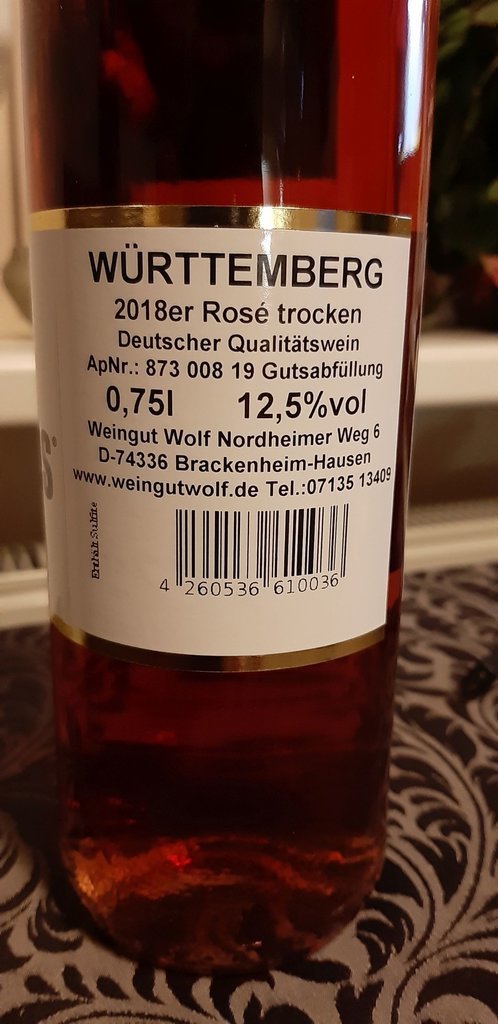 WÜRTTEMBERG
2018er Rosé trocken
Deutscher Qualitätswein
ApNr.: 873 008 19 Gutsabfüllung
0,75l 12,5%vol
Weingut Wolf Nordheimer Weg 6
D-74336 Brackenheim-Hausen
www.weingutwolf.de Tel.:07135 13409
Enthält Sulfite
4 260536 610036
S®